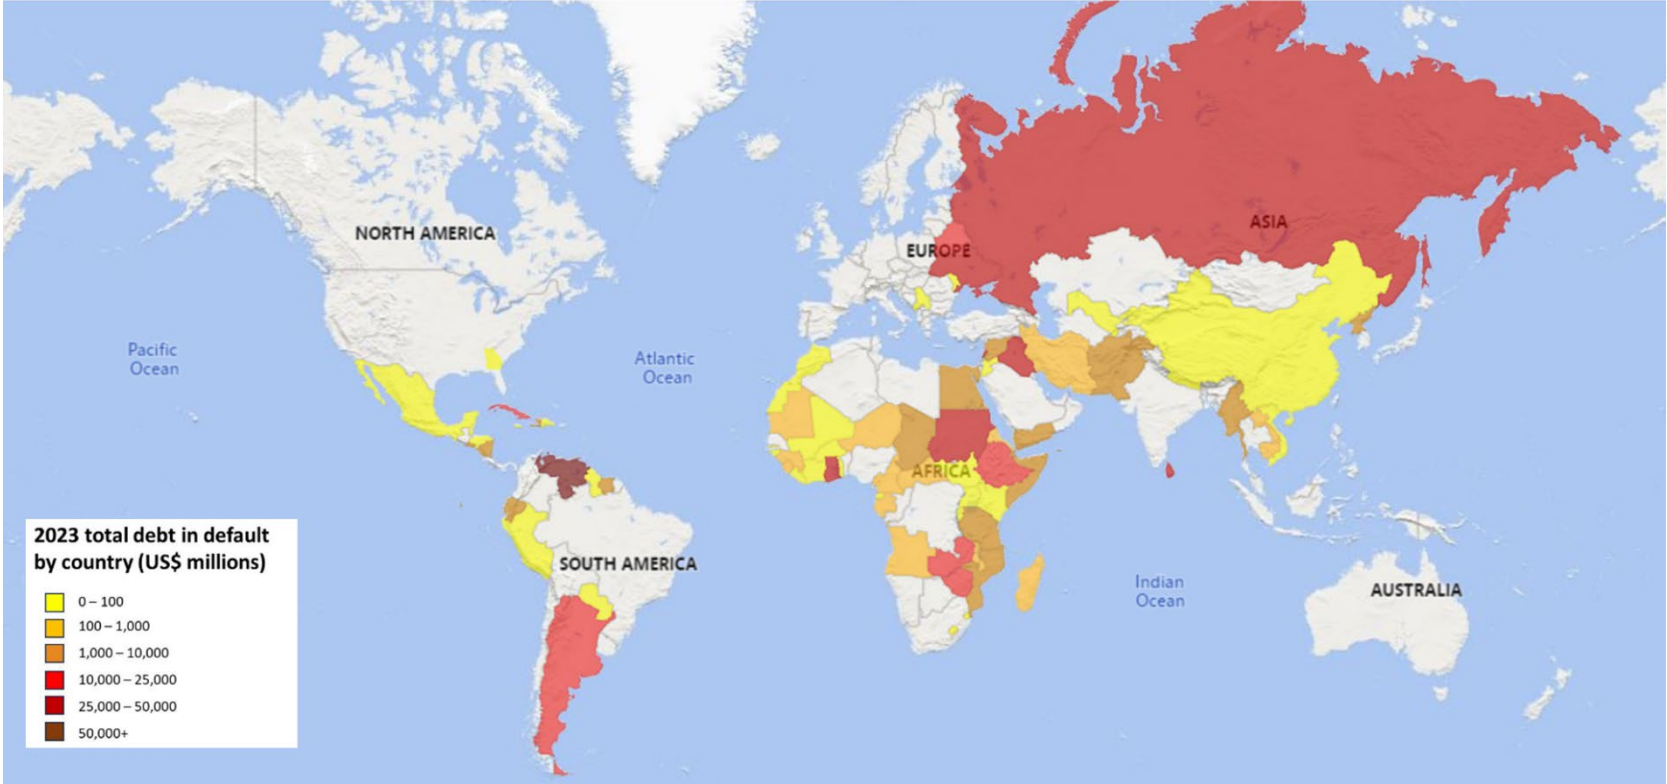 NORTH AMERICA
EUROPE
ASIA
Pacific
Ocean
Atlantic
Ocean
AFRICA
SOUTH AMERICA
Indian
Ocean
AUSTRALIA
2023 total debt in default
by country (US$ millions)
0 – 100
100 – 1,000
1,000 – 10,000
10,000 – 25,000
25,000 – 50,000
50,000+